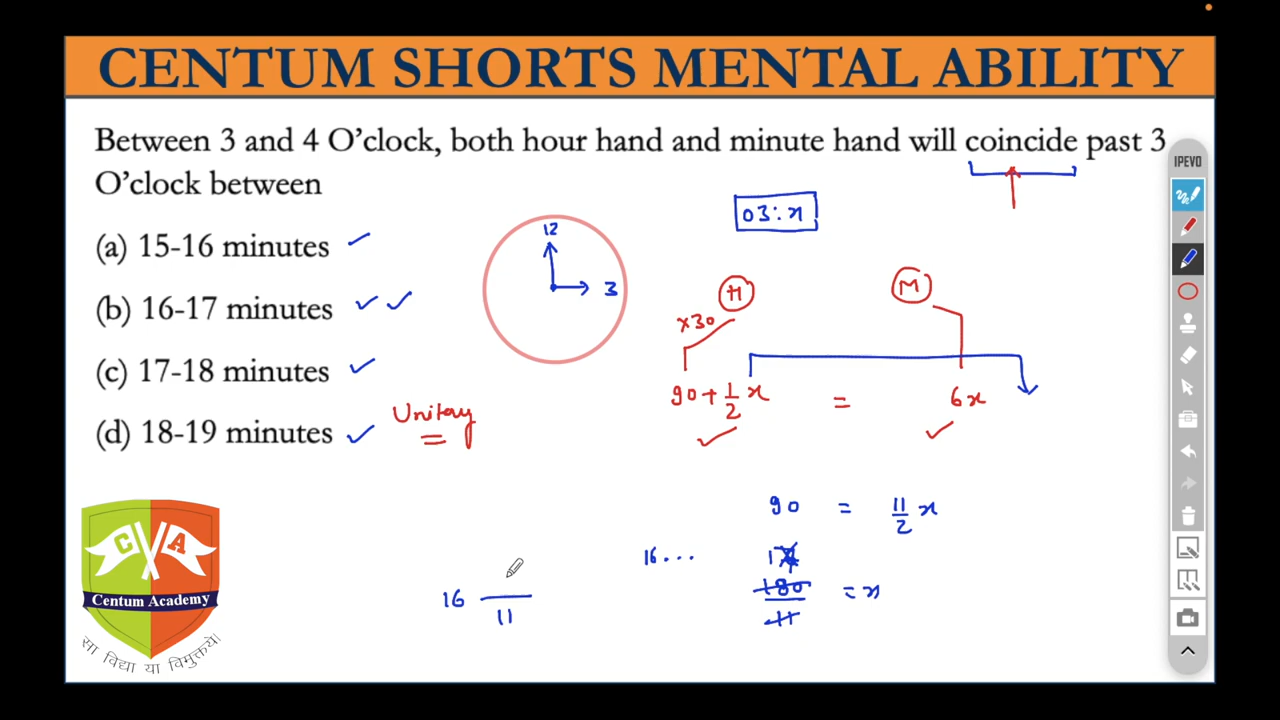 CENTUM SHORTS MENTAL ABILITY
IPEVO
Between 3 and 4 O’clock, both hour hand and minute hand will coincide past 3
O’clock between
(a) 15-16 minutes
(b) 16-17 minutes
(c) 17-18 minutes
(d) 18-19 minutes
12
3
03:x
H
M
×30
90 + 1/2 x = 6x
Unitary
=
90 = 11/2 x
16...
180/11 = x
16 /11
C A
Centum Academy
सा विद्या या विमुक्तये।